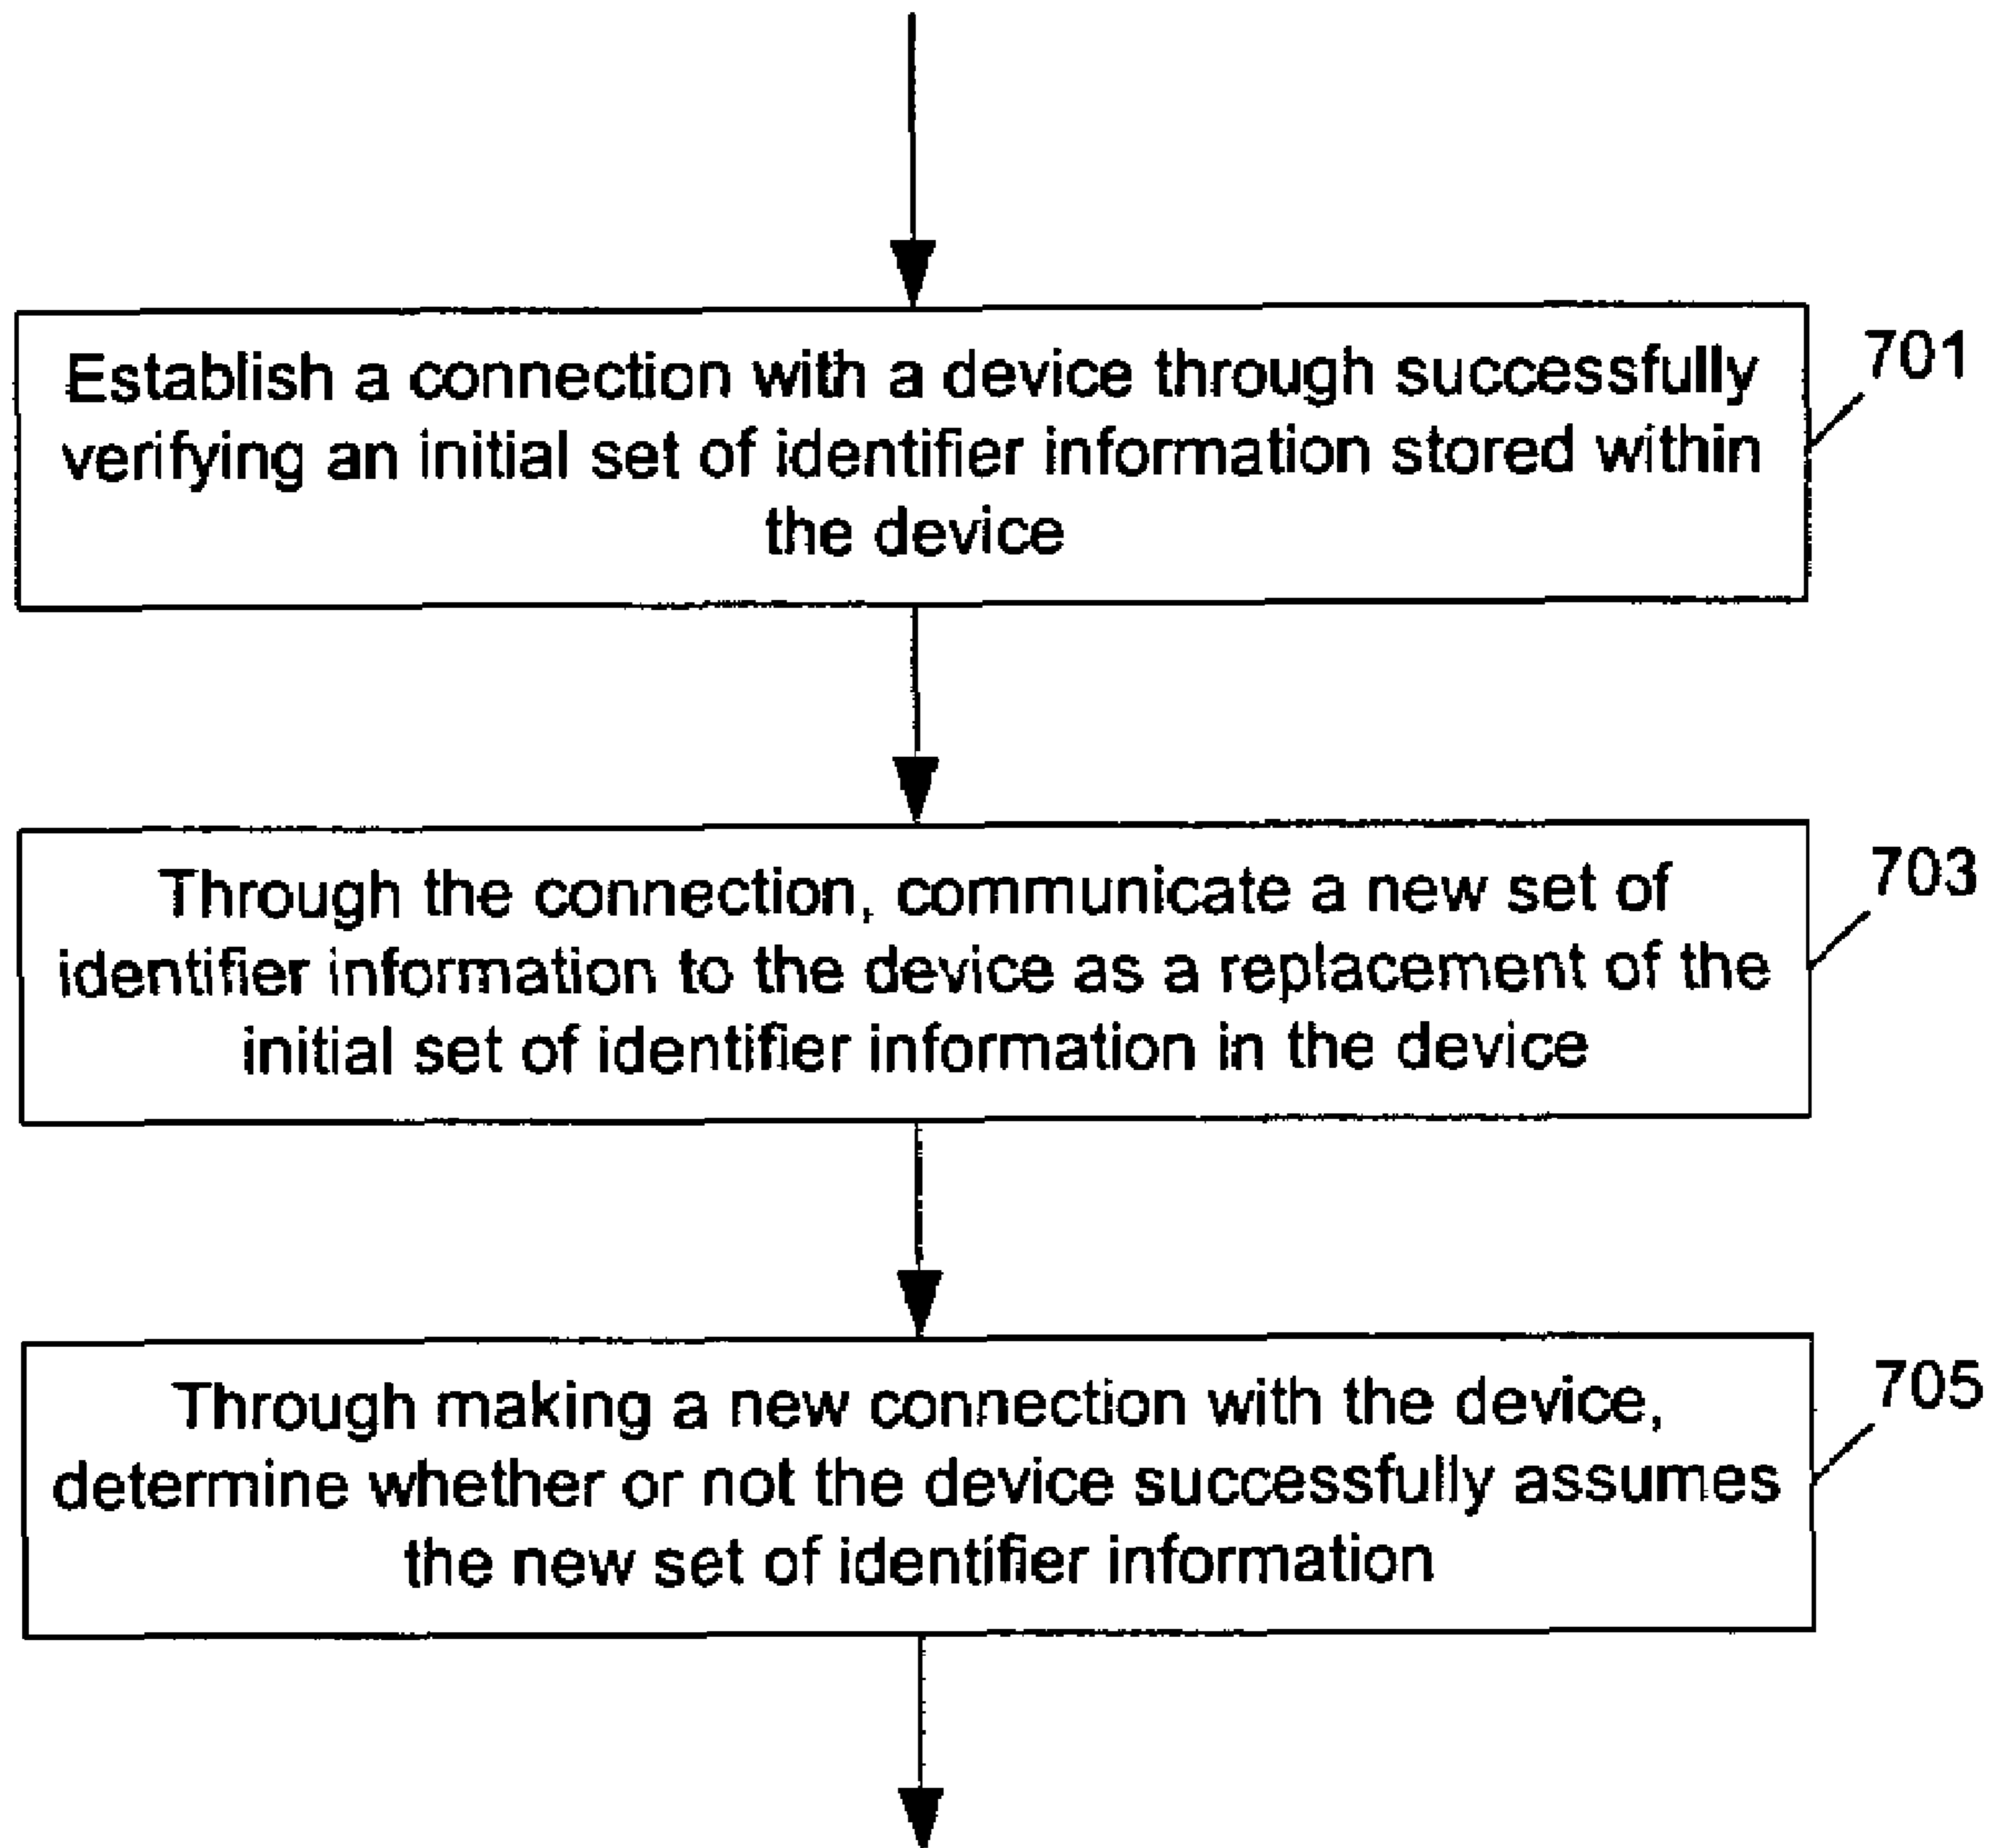 Establish a connection with a device through successfully
verifying an initial set of identifier information stored within
the device
701
Through the connection, communicate a new set of
identifier information to the device as a replacement of the
initial set of identifier information in the device
703
Through making a new connection with the device,
determine whether or not the device successfully assumes
the new set of identifier information
705